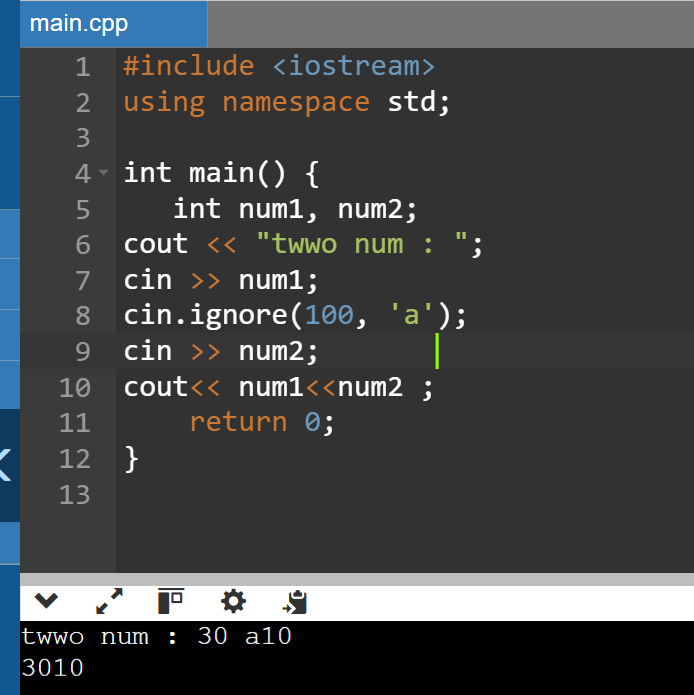 main.cpp
1 #include <iostream>
2 using namespace std;
3
4 int main() {
5    int num1, num2;
6 cout << "twwo num : ";
7 cin >> num1;
8 cin.ignore(100, 'a');
9 cin >> num2;
10 cout<< num1<<num2 ;
11     return 0;
12 }
13
twwo num : 30 a10
3010